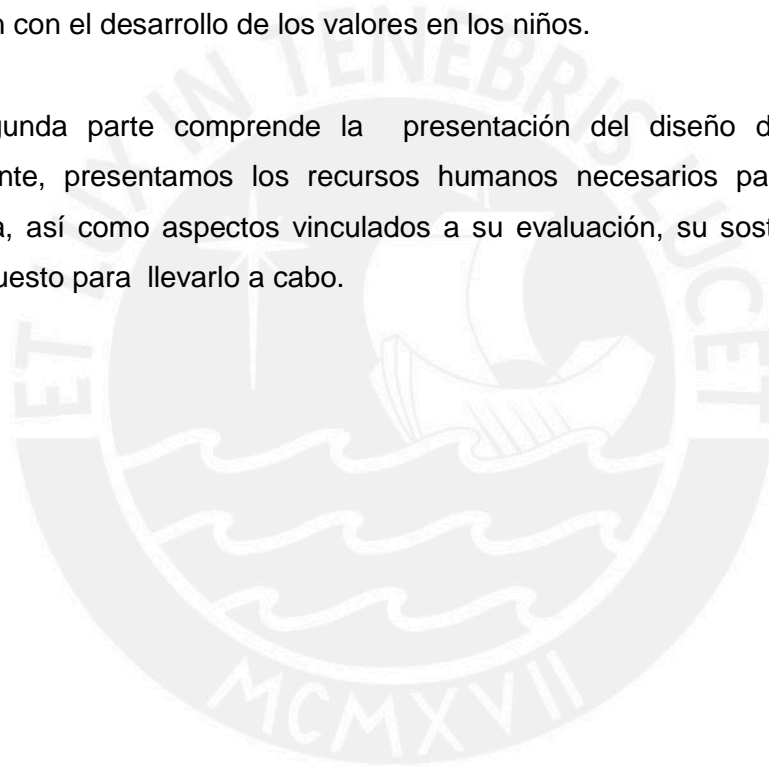 n con el desarrollo de los valores en los niños.
gunda parte comprende la presentación del diseño d
nte, presentamos los recursos humanos necesarios pa
a, así como aspectos vinculados a su evaluación, su sost
uesto para llevarlo a cabo.
ET LUX IN TENEBRIS LUCET
MCMXVII